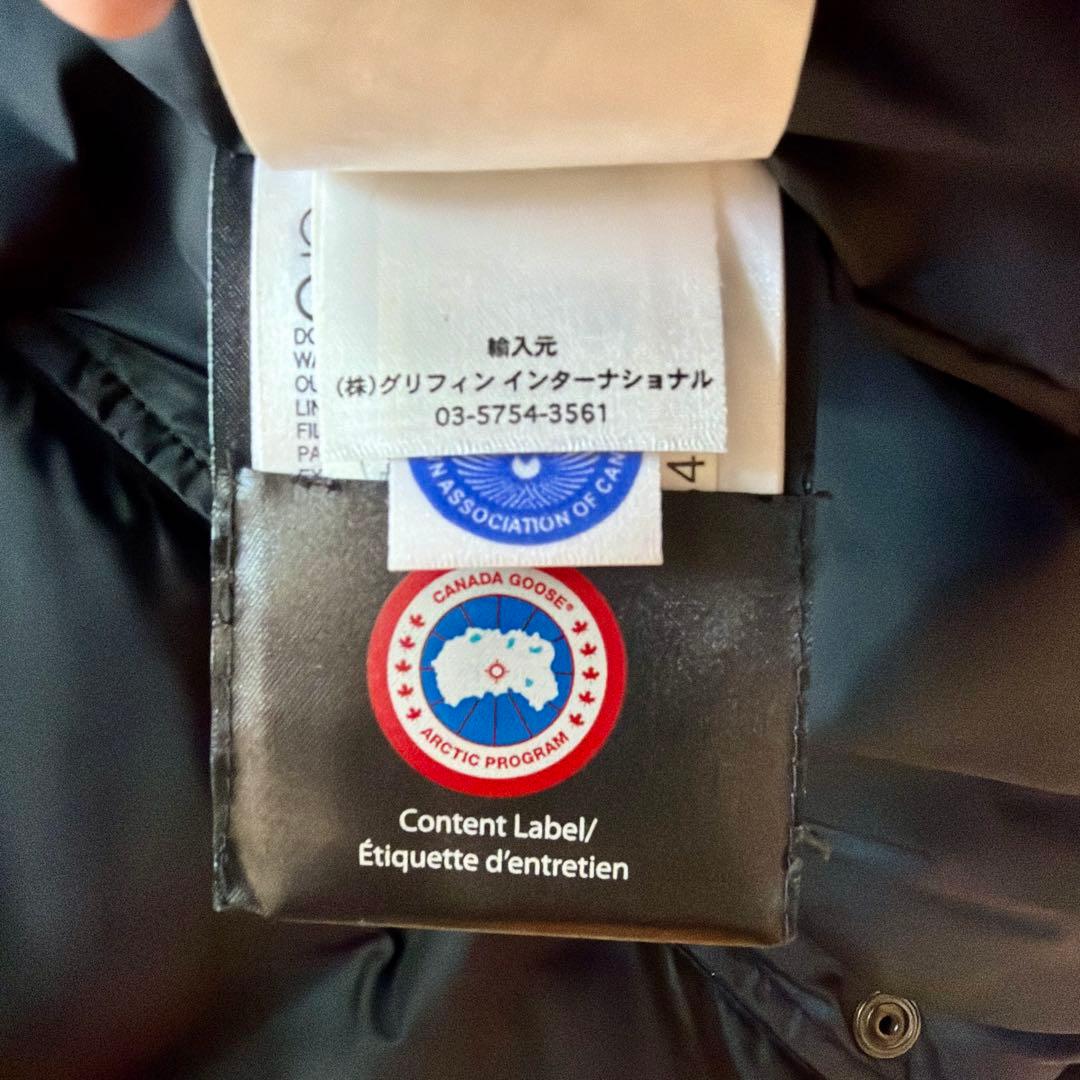 輸入元
(株)グリフィン インターナショナル
03-5754-3561
ASSOCIATION OF
4
CANADA GOOSE®
ARCTIC PROGRAM
Content Label/
Étiquette d'entretien